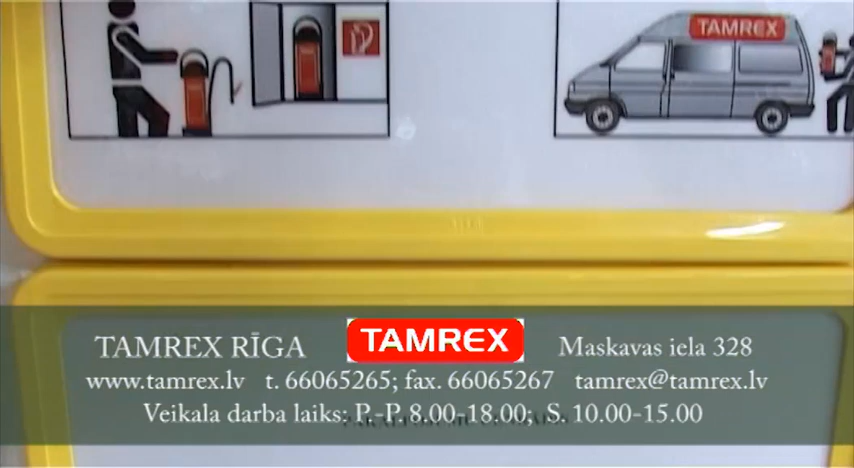 TAMREX
TAMREX RĪGA TAMREX Maskavas iela 328
www.tamrex.lv t. 66065265; fax. 66065267 tamrex@tamrex.lv
Veikala darba laiks: P.-P. 8.00-18.00; S. 10.00-15.00